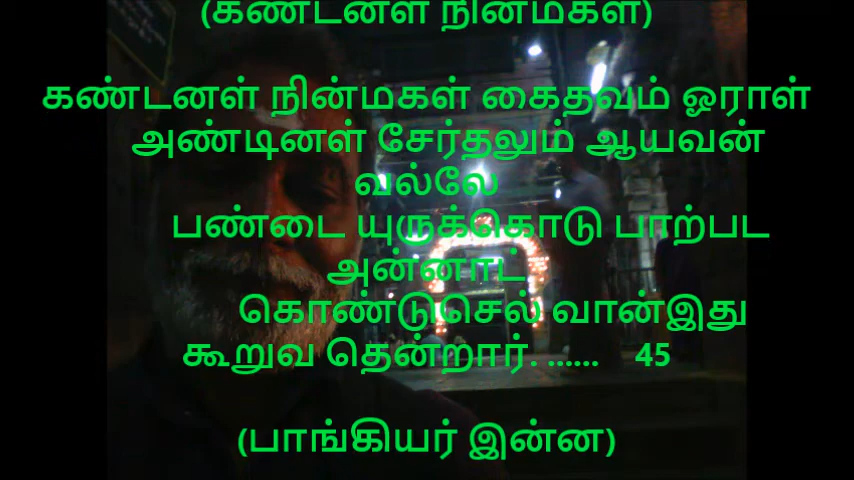 (கண்டனள் நின்மகள்)
கண்டனள் நின்மகள் கைதவம் ஓராள்
அண்டினள் சேர்தலும் ஆயவன்
வல்லே
பண்டை யுருக்கொடு பாற்பட
அன்னாட்
கொண்டுசெல் வான்இது
கூறுவ தென்றார். ...... 45
(பாங்கியர் இன்ன)